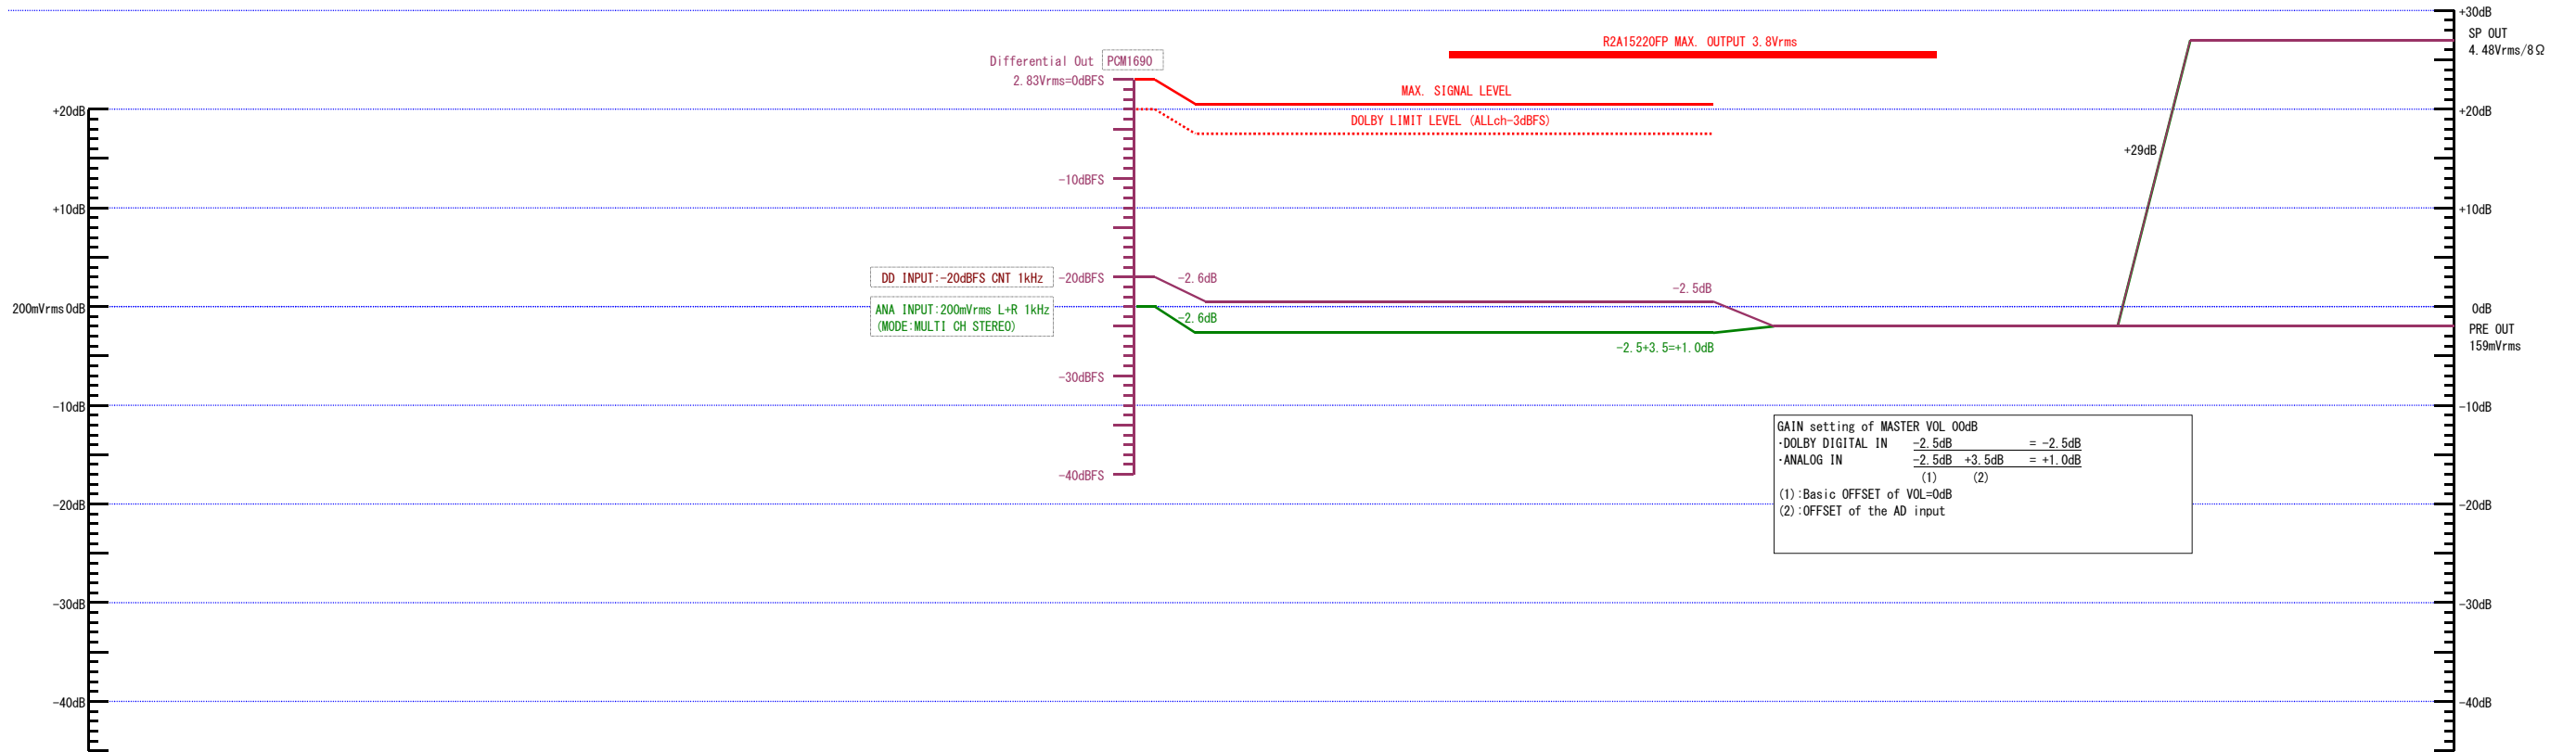 +30dB
SP OUT
4.48Vrms/8Ω
R2A15220FP MAX. OUTPUT 3.8Vrms
Differential Out PCM1690
2.83Vrms=0dBFS
MAX. SIGNAL LEVEL
+20dB
DOLBY LIMIT LEVEL (ALLch-3dBFS)
+20dB
+29dB
-10dBFS
+10dB
+10dB
DD INPUT:-20dBFS CNT 1kHz
-20dBFS
-2.6dB
-2.5dB
200mVrms 0dB
ANA INPUT:200mVrms L+R 1kHz
(MODE:MULTI CH STEREO)
-2.6dB
-2.5+3.5=+1.0dB
0dB
PRE OUT
159mVrms
-30dBFS
-10dB
-10dB
GAIN setting of MASTER VOL 00dB
・DOLBY DIGITAL IN -2.5dB = -2.5dB
・ANALOG IN -2.5dB +3.5dB = +1.0dB
(1) (2)
(1):Basic OFFSET of VOL=0dB
(2):OFFSET of the AD input
-40dBFS
-20dB
-20dB
-30dB
-30dB
-40dB
-40dB